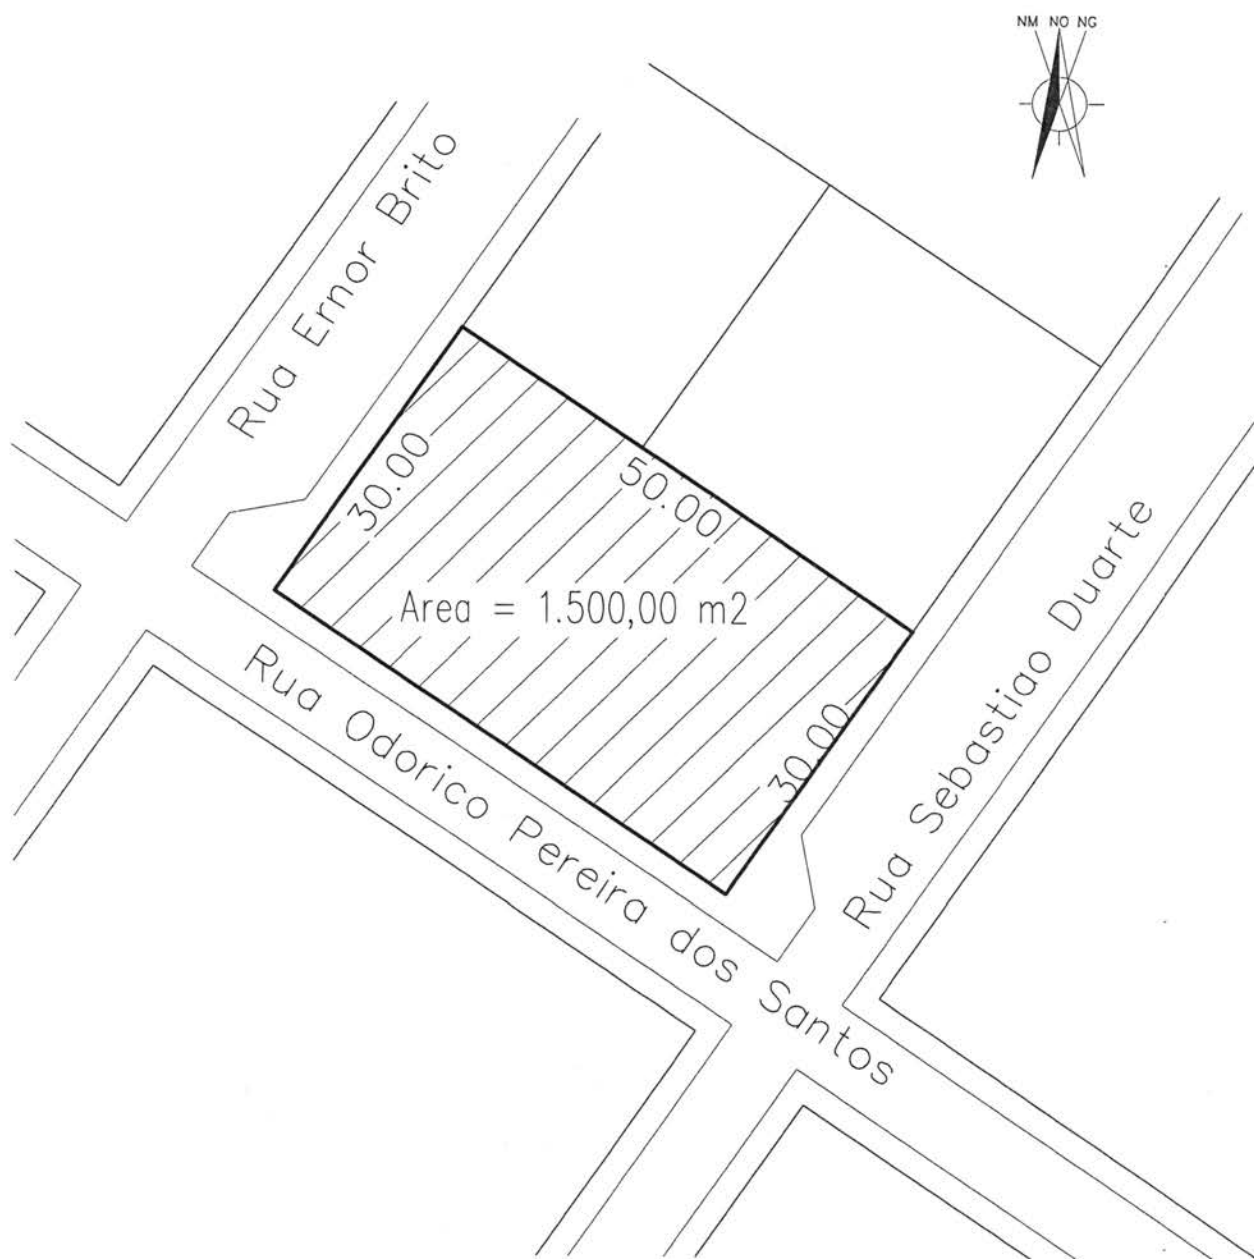 NM NO NG
Rua Ernor Brito
30.00
50.00
Area = 1.500,00 m2
30.00
Rua Sebastiao Duarte
Rua Odorico Pereira dos Santos